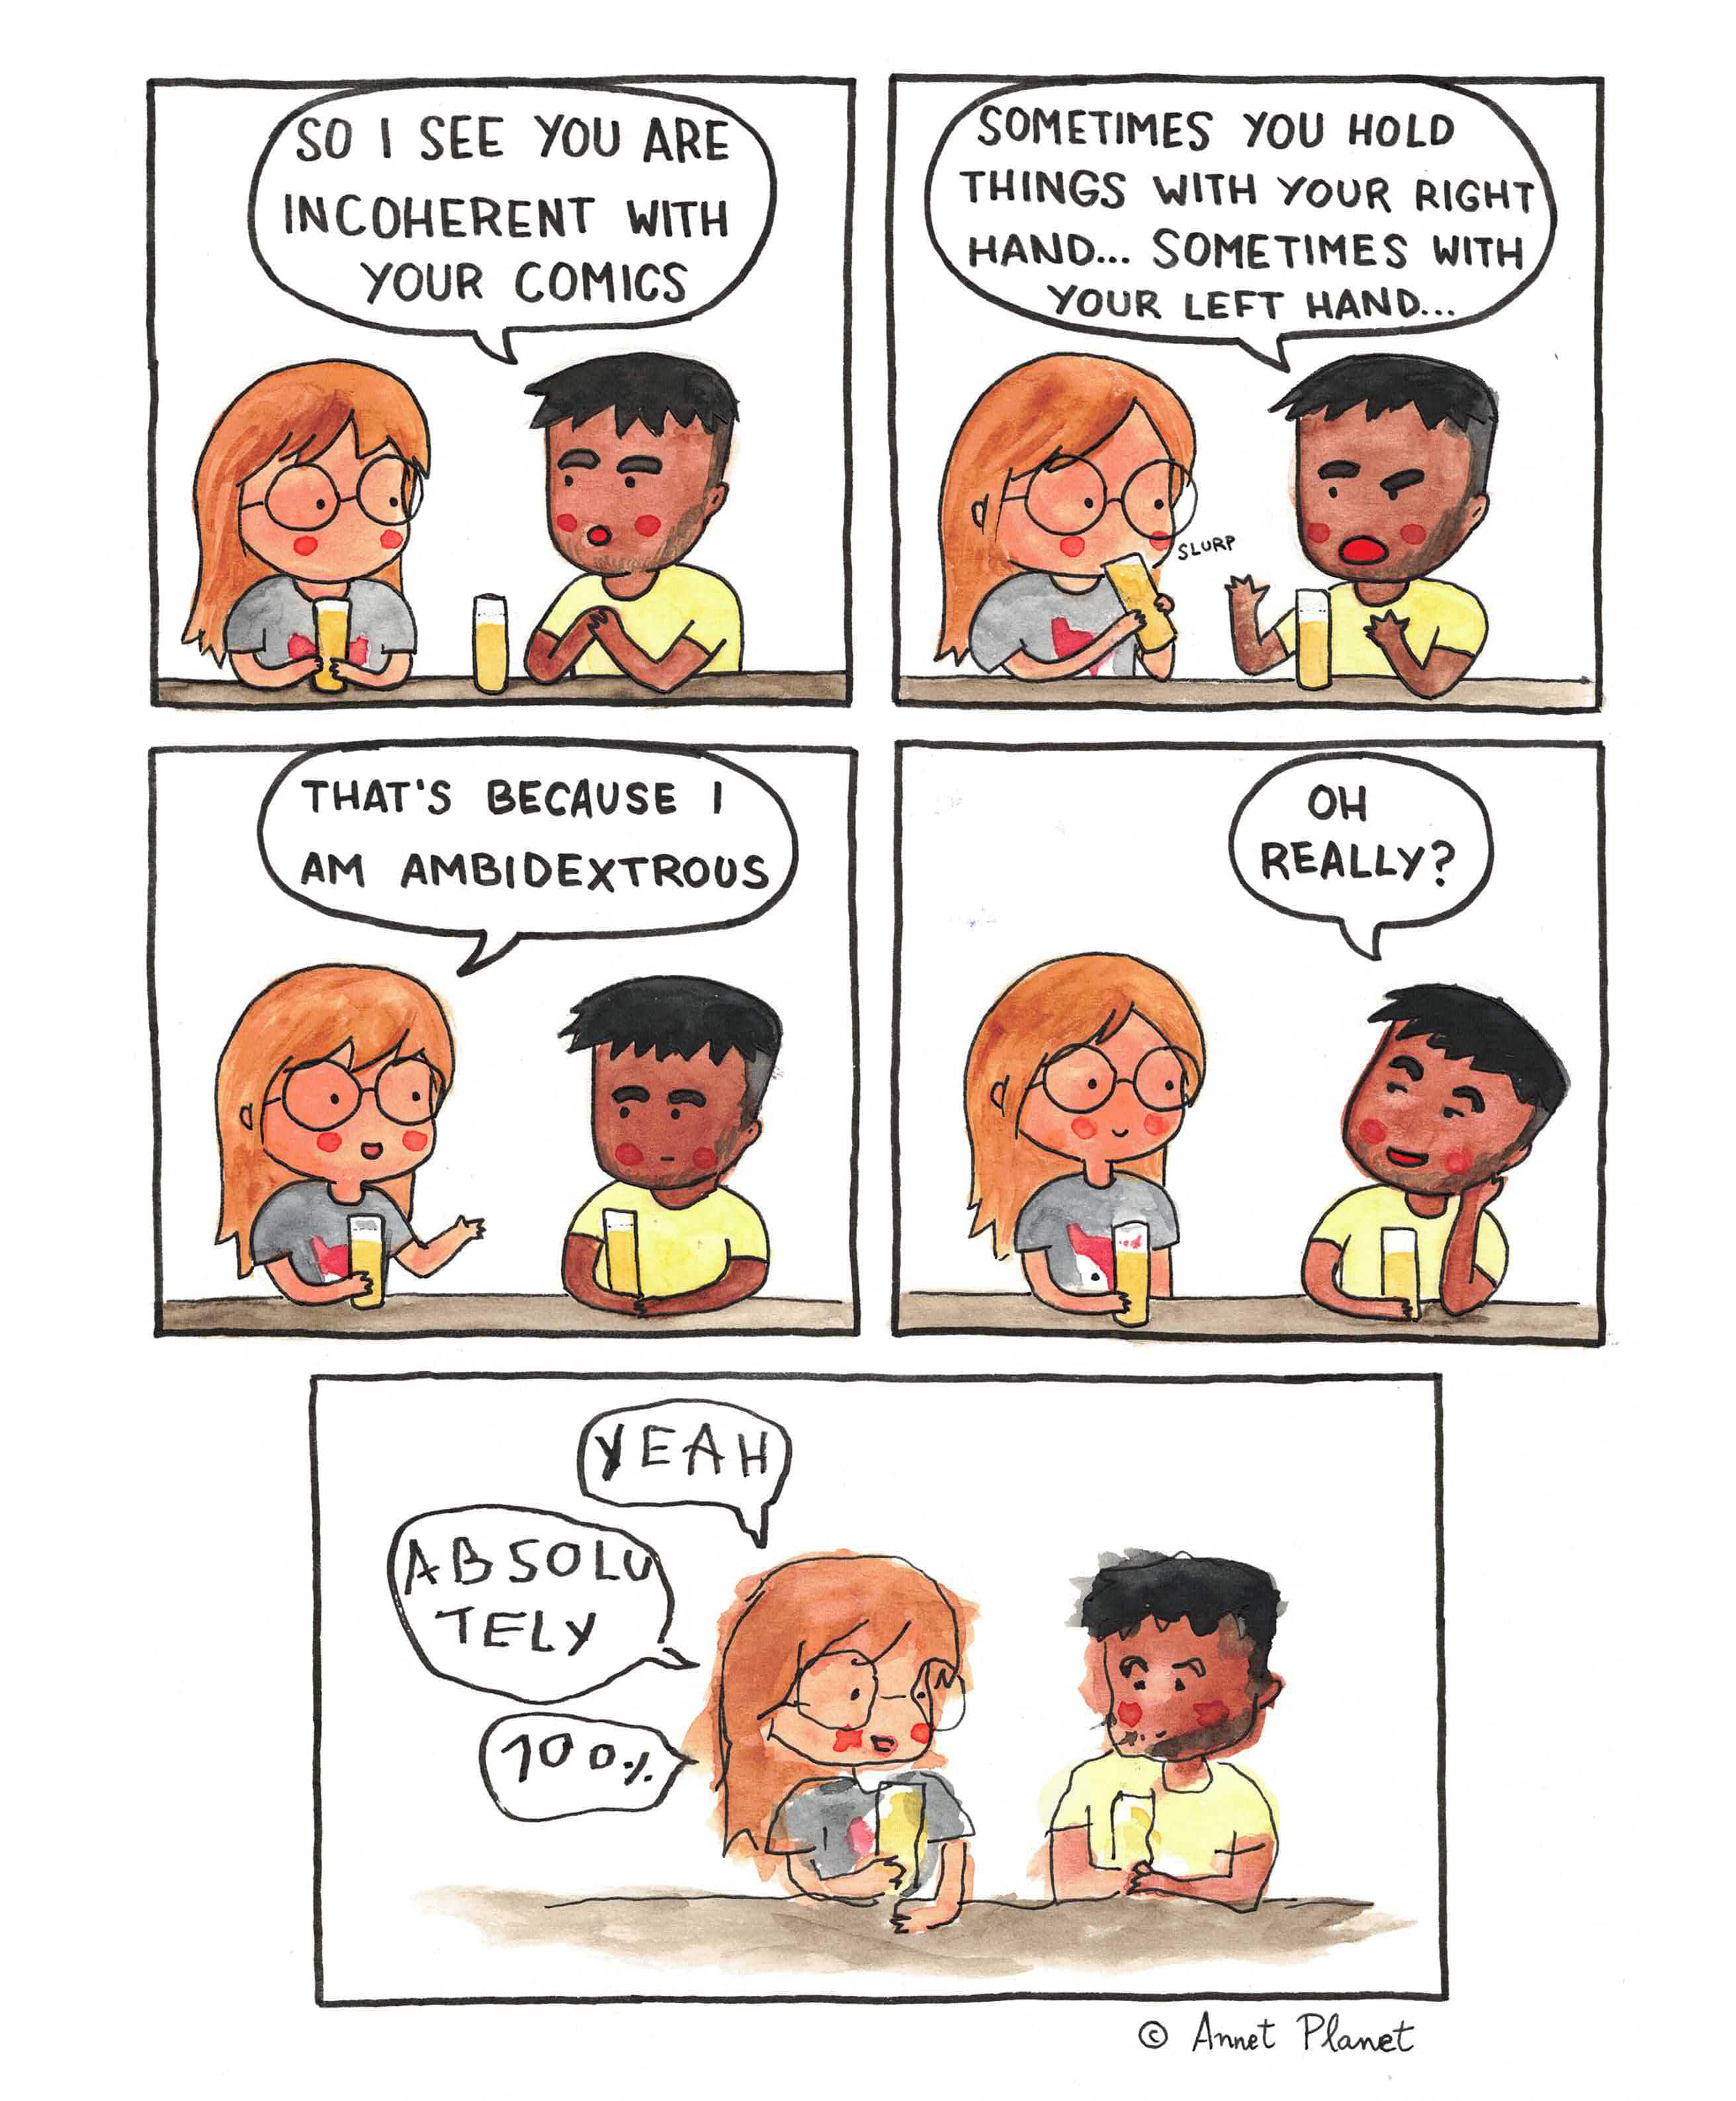 SO I SEE YOU ARE
INCOHERENT WITH
YOUR COMICS
SOMETIMES YOU HOLD
THINGS WITH YOUR RIGHT
HAND... SOMETIMES WITH
YOUR LEFT HAND...
SLURP
THAT'S BECAUSE I
AM AMBIDEXTROUS
OH
REALLY?
YEAH
ABSOLU
TELY
100%
© Annet Planet